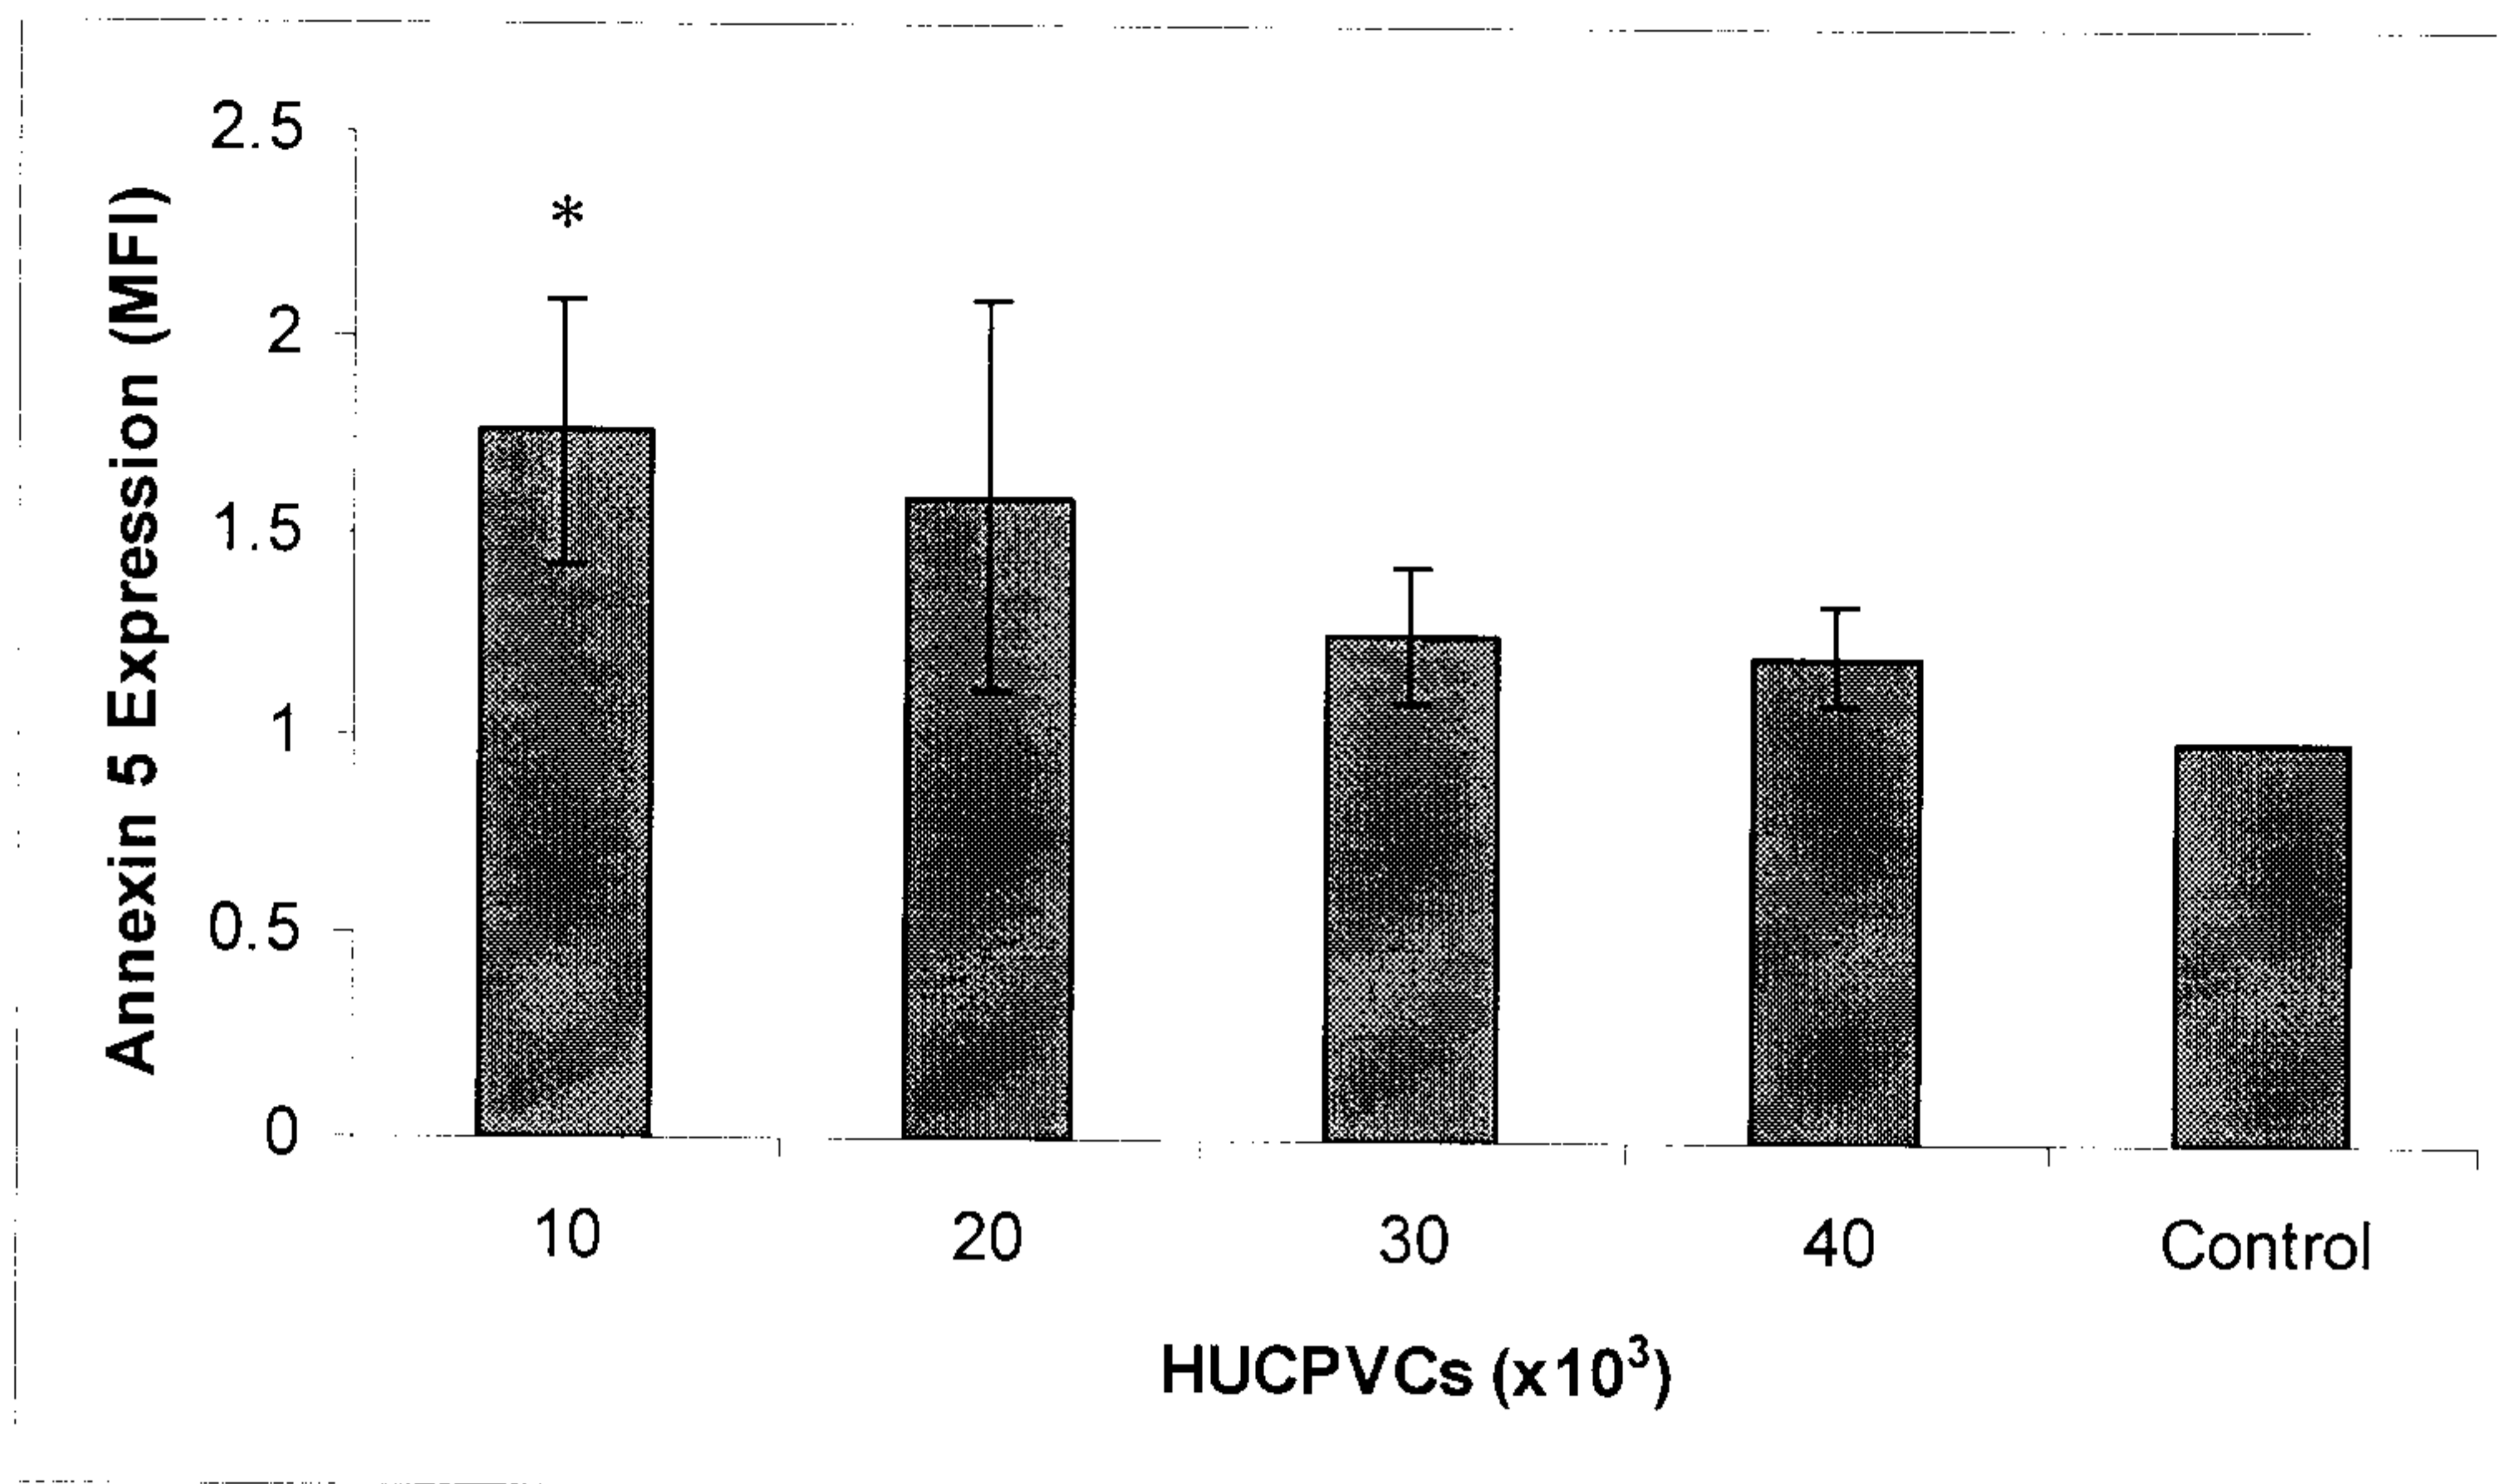 Annexin 5 Expression (MFI)
2.5
2
1.5
1
0.5
0
*
10 20 30 40 Control
HUCPVCs (x10³)